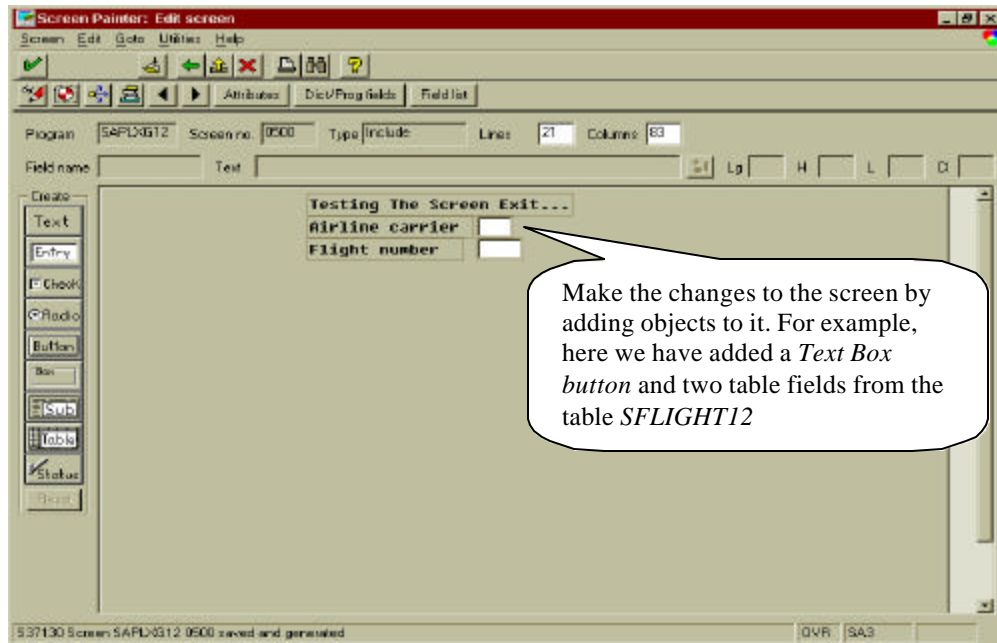 Screen Painter: Edit screen
Screen Edit Goto Utilities Help
Attributes Dict/Prog fields Field list
Program SAPLXG12 Screen no. 0500 Type Include Lines 21 Columns 83
Field name Text Lg H L
Create
Text
Entry
Check
Radio
Button
Box
Sub
Table
Status
Testing The Screen Exit...
Airline carrier
Flight number
Make the changes to the screen by
adding objects to it. For example,
here we have added a Text Box
button and two table fields from the
table SFLIGHT12
S37130 Screen SAPLXG12 0500 saved and generated OVR SA3